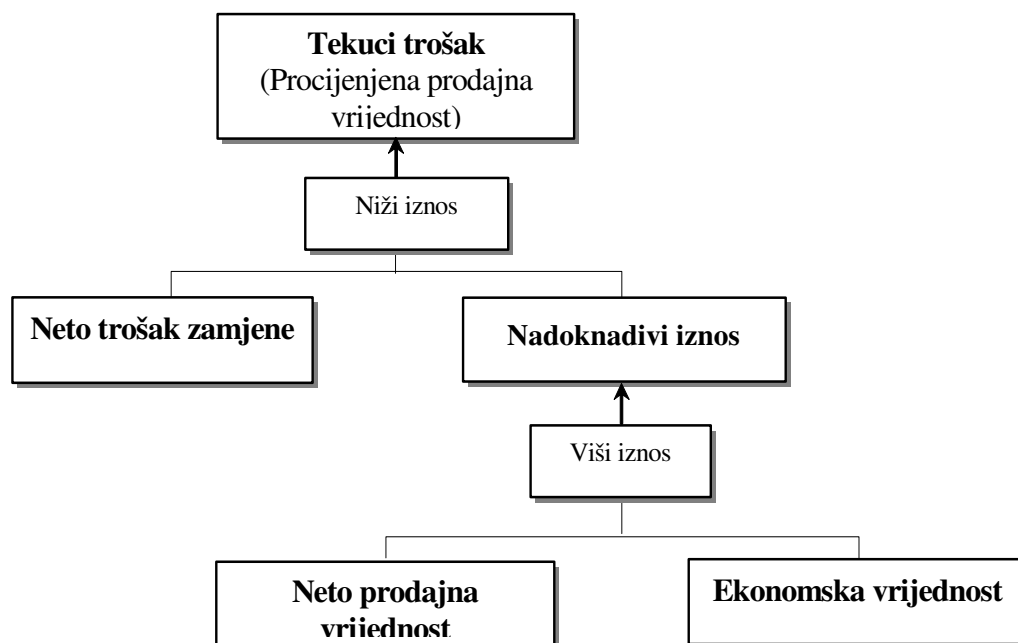 Tekuci trošak
(Procijenjena prodajna
vrijednost)
Niži iznos
Neto trošak zamjene
Nadoknadivi iznos
Viši iznos
Neto prodajna
vrijednost
Ekonomska vrijednost